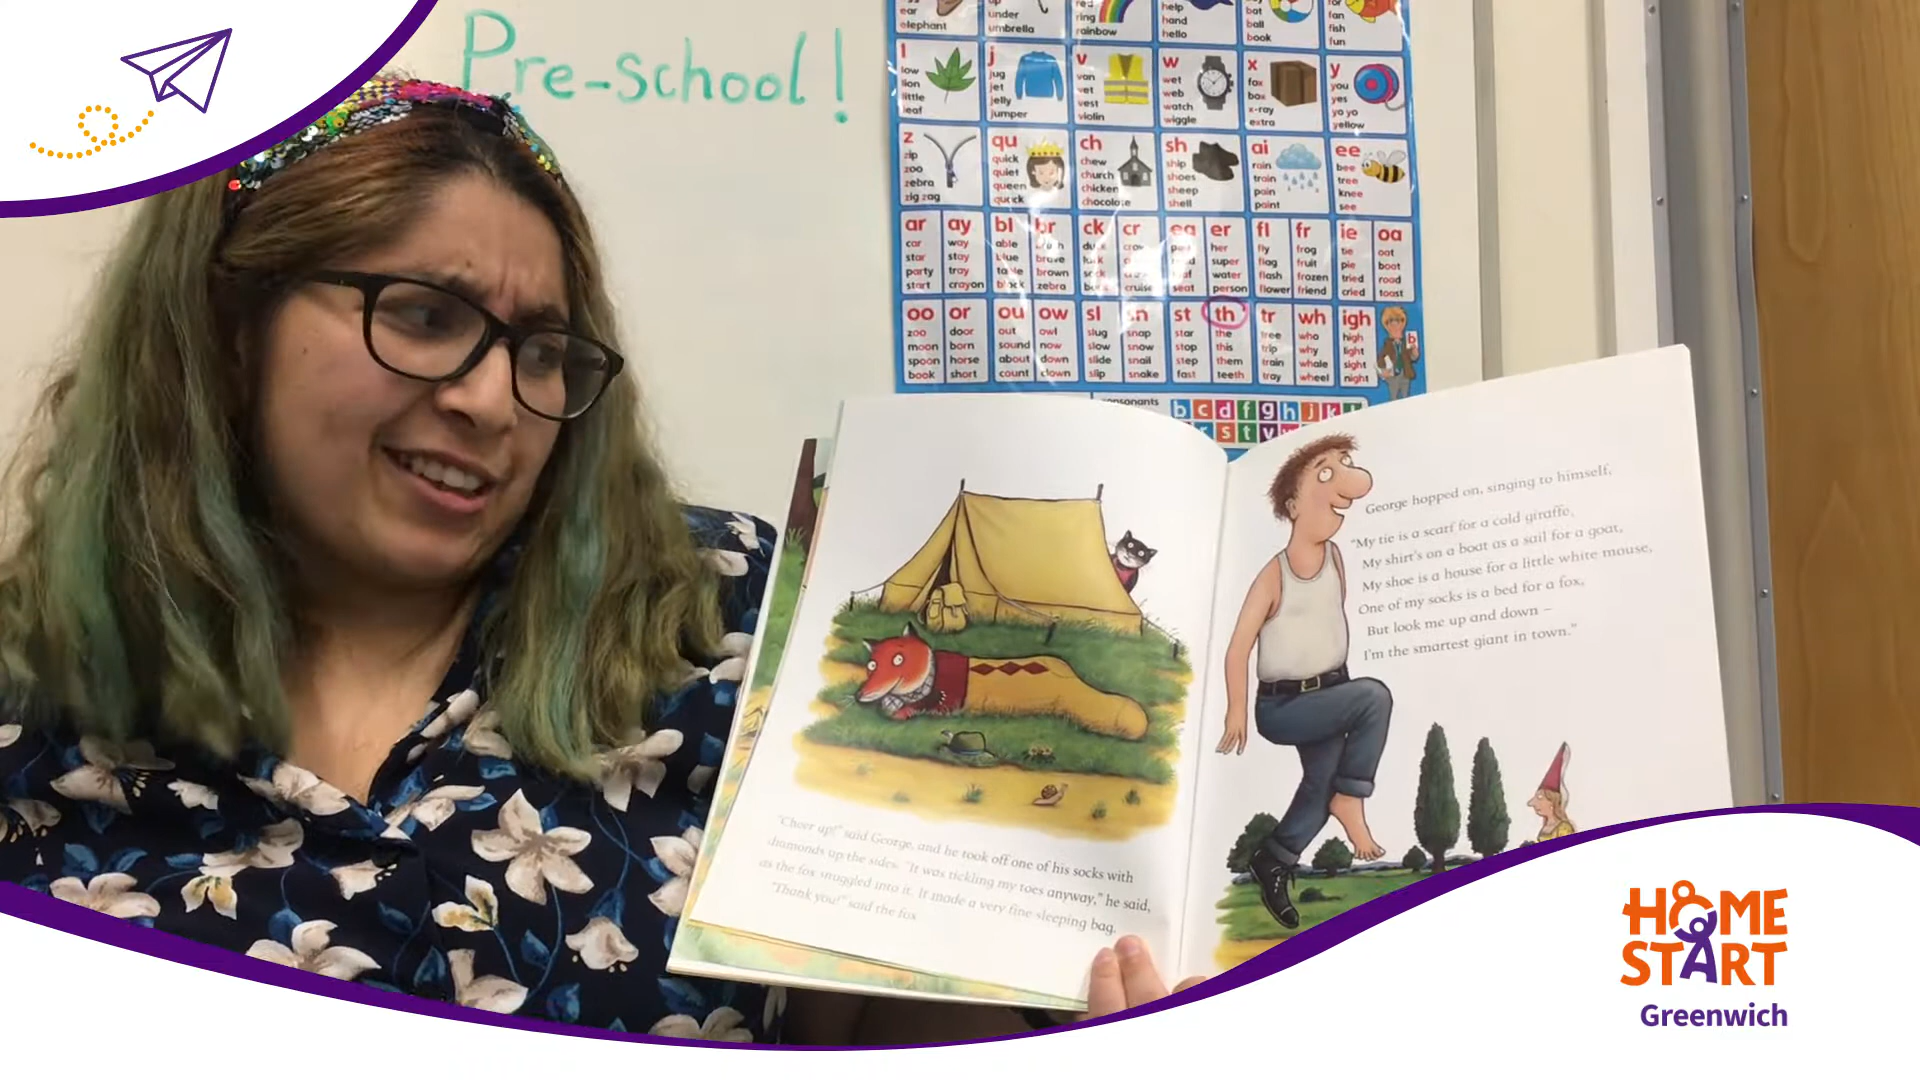 Pre-school!
ear
elephant
under
umbrella
red
ring
rainbow
help
hand
hello
bat
ball
book
for
fan
fish
fun
l
low
lion
little
leaf
j
jug
jet
jelly
jumper
v
van
vet
vest
violin
w
wet
web
watch
wiggle
x
fox
box
x-ray
extra
y
you
yes
yo yo
yellow
z
zip
zoo
zebra
zig zag
qu
quick
quiet
queen
quack
ch
chew
church
chicken
chocolate
sh
ship
shoes
sheep
shell
ai
rain
train
pain
paint
ee
bee
tree
knee
see
ar
car
star
party
start
ay
way
stay
tray
crayon
bl
able
blue
table
black
br
brave
brown
zebra
ck
duck
sock
cr
crow
cruise
ea
seat
er
her
super
water
person
fl
fly
flag
flash
flower
fr
frog
fruit
frozen
friend
ie
tie
pie
tried
cried
oa
oat
boat
road
toast
oo
zoo
moon
spoon
book
or
door
born
horse
short
ou
out
sound
about
count
ow
owl
now
down
clown
sl
slug
slow
slide
slip
sn
snap
snow
snail
snake
st
star
stop
step
fast
th
the
this
them
teeth
tr
tree
trip
train
tray
wh
who
why
whale
wheel
igh
high
light
sight
night
b
consonants
b c d f g h j k l
r s t v
"Cheer up!" said George, and he took off one of his socks with
diamonds up the sides. "It was tickling my toes anyway," he said,
as the fox snuggled into it. It made a very fine sleeping bag.
"Thank you!" said the fox
George hopped on, singing to himself,
"My tie is a scarf for a cold giraffe,
My shirt's on a boat as a sail for a goat,
My shoe is a house for a little white mouse,
One of my socks is a bed for a fox,
But look me up and down –
I'm the smartest giant in town."
HOME
START
Greenwich